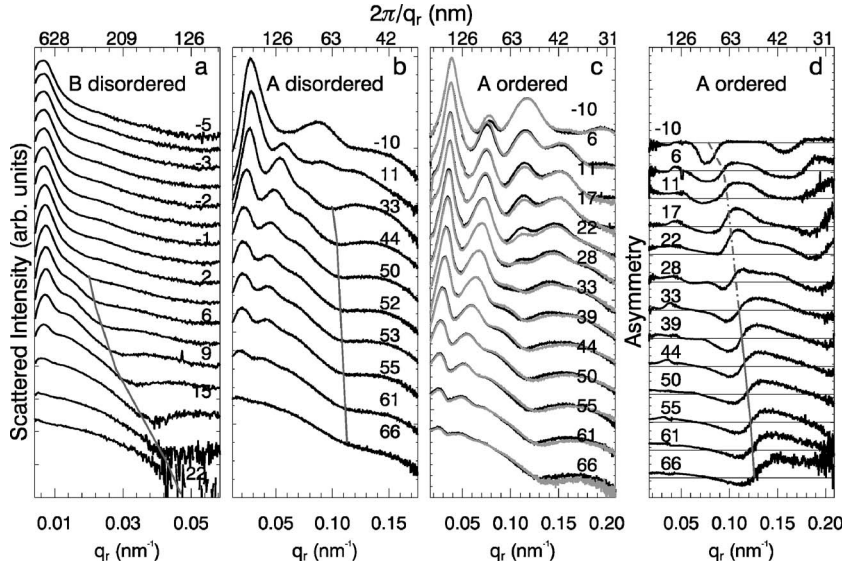 2π/qr (nm)
628 209 126
126 63 42
126 63 42 31
126 63 42 31
B disordered a
A disordered b
A ordered c
A ordered d
Scattered Intensity (arb. units)
-5
-3
-2
-1
2
6
9
15
22
-10
11
33
44
50
52
53
55
61
66
-10
6
11
17
22
28
33
39
44
50
55
61
66
Asymmetry
-10
6
11
17
22
28
33
39
44
50
55
61
66
0.01 0.03 0.05
0.05 0.10 0.15
0.05 0.10 0.15 0.20
0.05 0.10 0.15 0.20
qr (nm⁻¹)
qr (nm⁻¹)
qr (nm⁻¹)
qr (nm⁻¹)